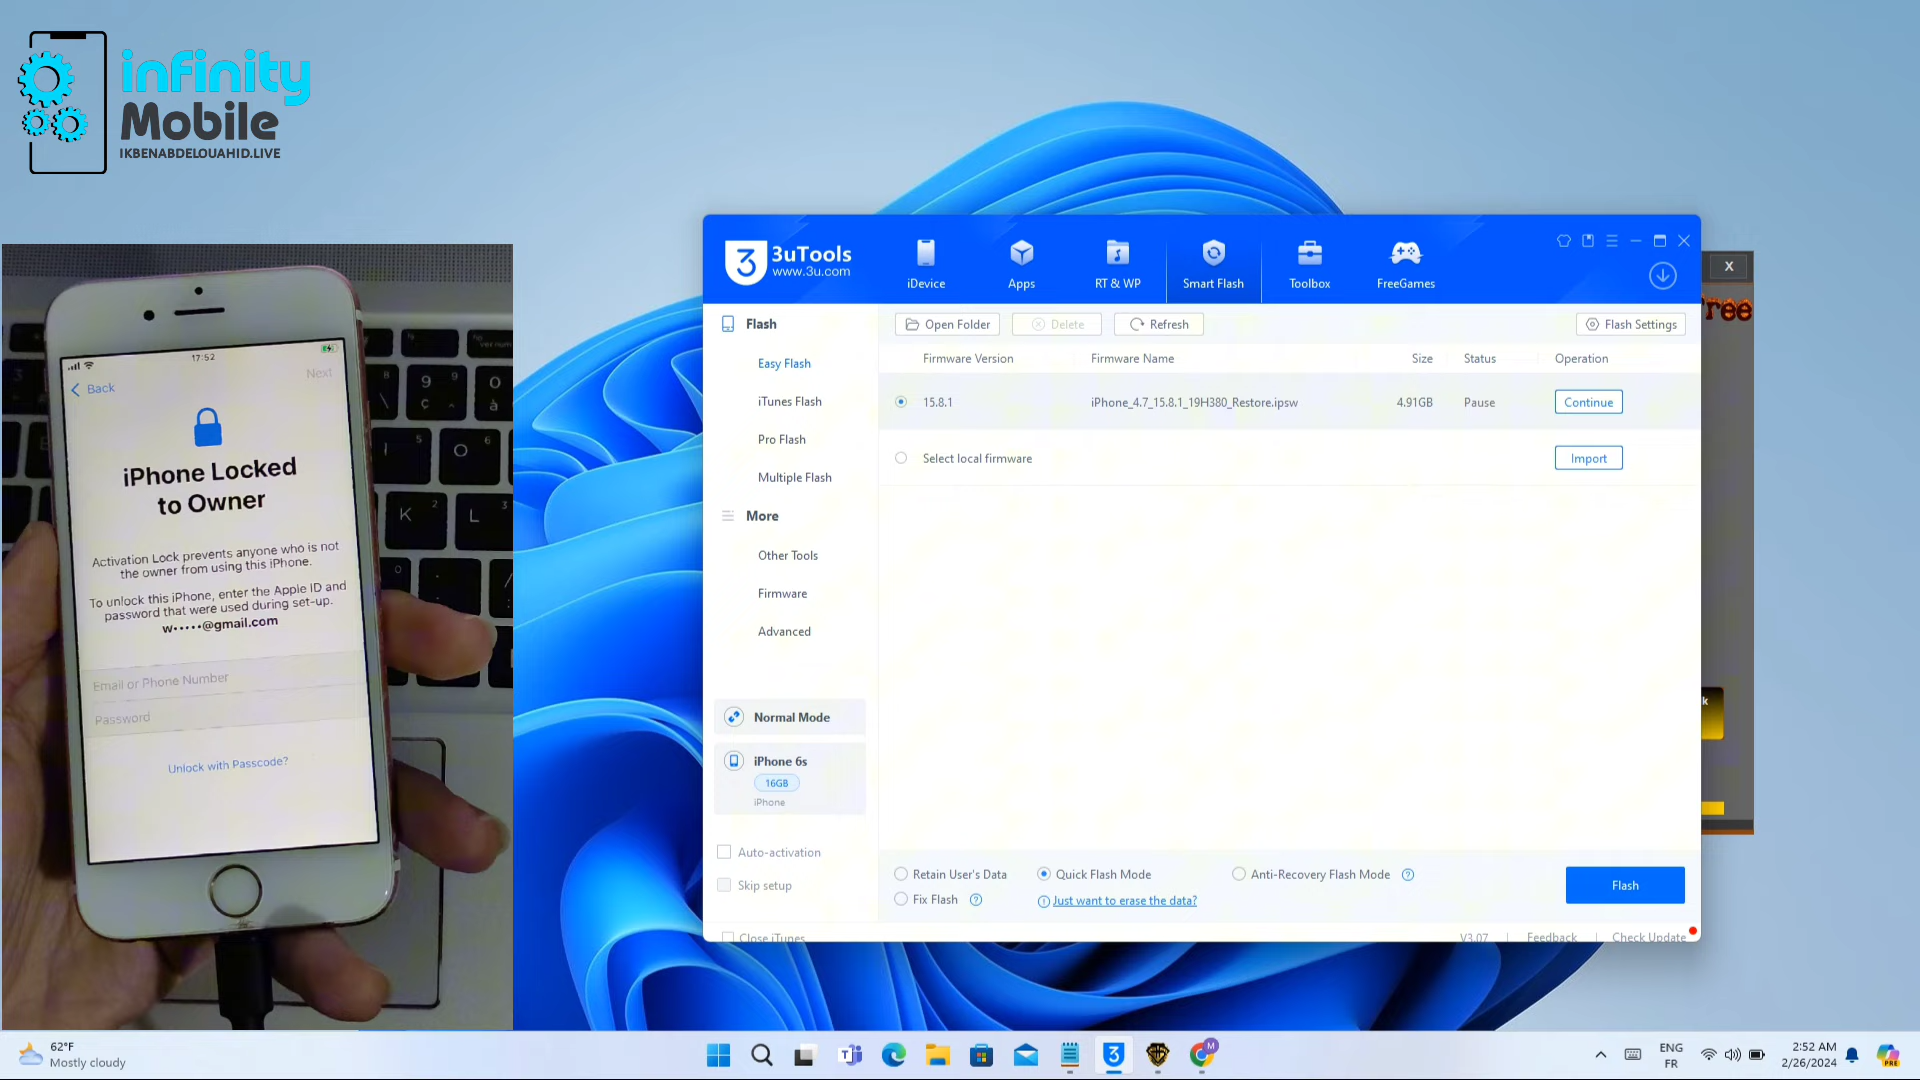 infinity
Mobile
IKBENABDELOUAHID.LIVE
17:52
Back
Next
iPhone Locked
to Owner
Activation Lock prevents anyone who is not
the owner from using this iPhone.
To unlock this iPhone, enter the Apple ID and
password that were used during set-up.
w•••••@gmail.com
Email or Phone Number
Password
Unlock with Passcode?
3uTools
www.3u.com
iDevice
Apps
RT & WP
Smart Flash
Toolbox
FreeGames
X
ree
Flash
Easy Flash
iTunes Flash
Pro Flash
Multiple Flash
More
Other Tools
Firmware
Advanced
Normal Mode
iPhone 6s
16GB
iPhone
Auto-activation
Skip setup
Close iTunes
Open Folder
Delete
Refresh
Flash Settings
Firmware Version Firmware Name Size Status Operation
15.8.1 iPhone_4.7_15.8.1_19H380_Restore.ipsw 4.91GB Pause Continue
Select local firmware Import
Retain User's Data Quick Flash Mode Anti-Recovery Flash Mode
Fix Flash Just want to erase the data?
Flash
V3.07 Feedback Check Update
k
62°F
Mostly cloudy
ENG
FR
2:52 AM
2/26/2024